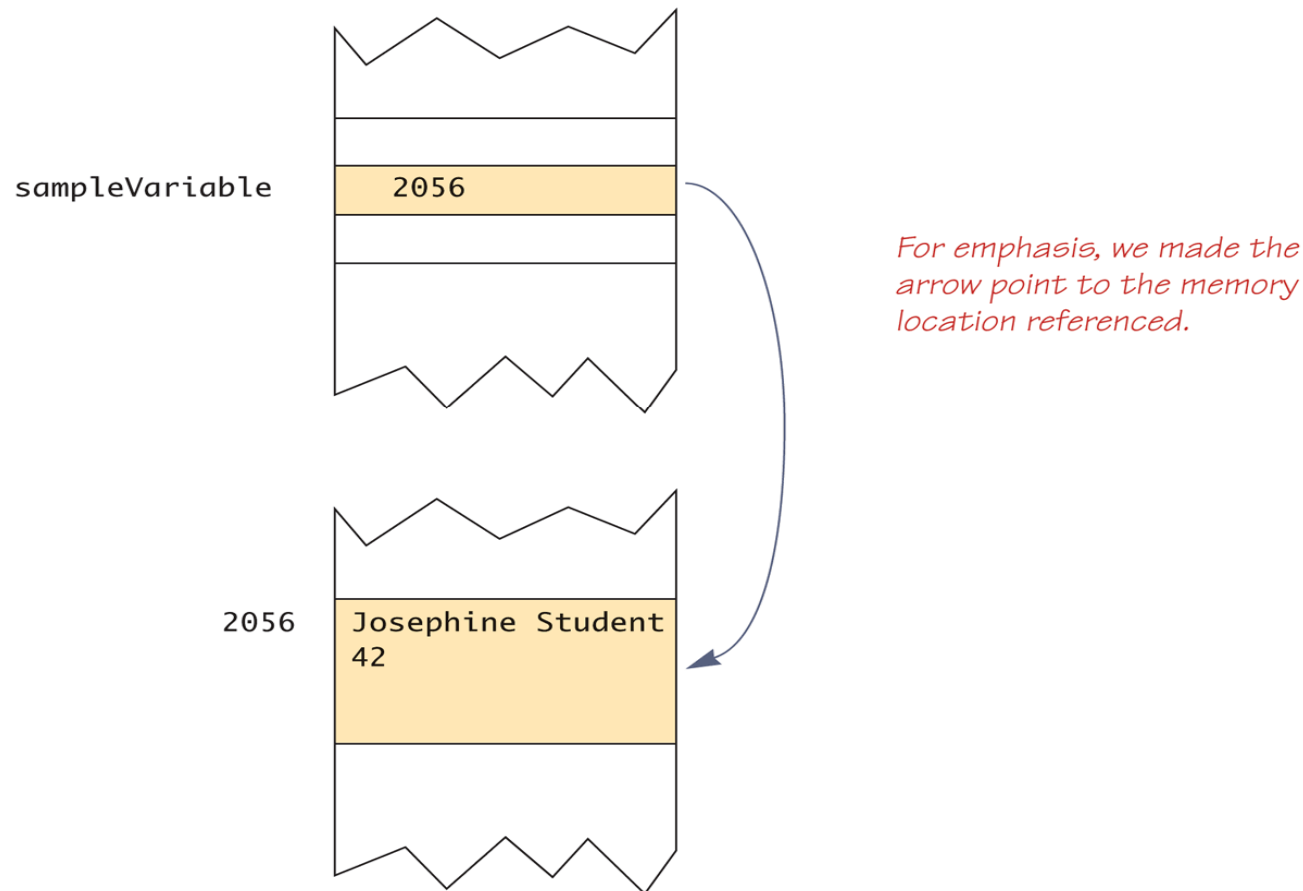 sampleVariable 2056
For emphasis, we made the
arrow point to the memory
location referenced.
2056 Josephine Student
42